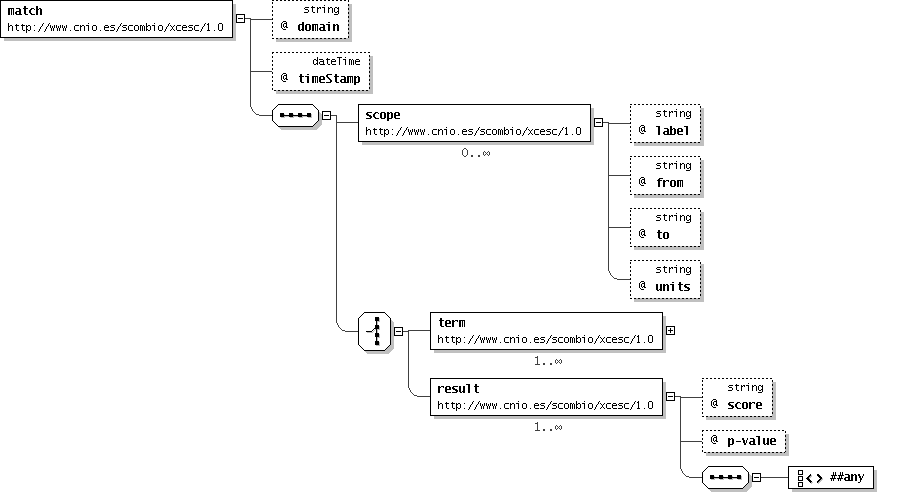 match
http://www.cnio.es/scombio/xcesc/1.0
string
@ domain
dateTime
@ timeStamp
scope
http://www.cnio.es/scombio/xcesc/1.0
0..∞
string
@ label
string
@ from
string
@ to
string
@ units
term
http://www.cnio.es/scombio/xcesc/1.0
1..∞
result
http://www.cnio.es/scombio/xcesc/1.0
1..∞
string
@ score
@ p-value
##any